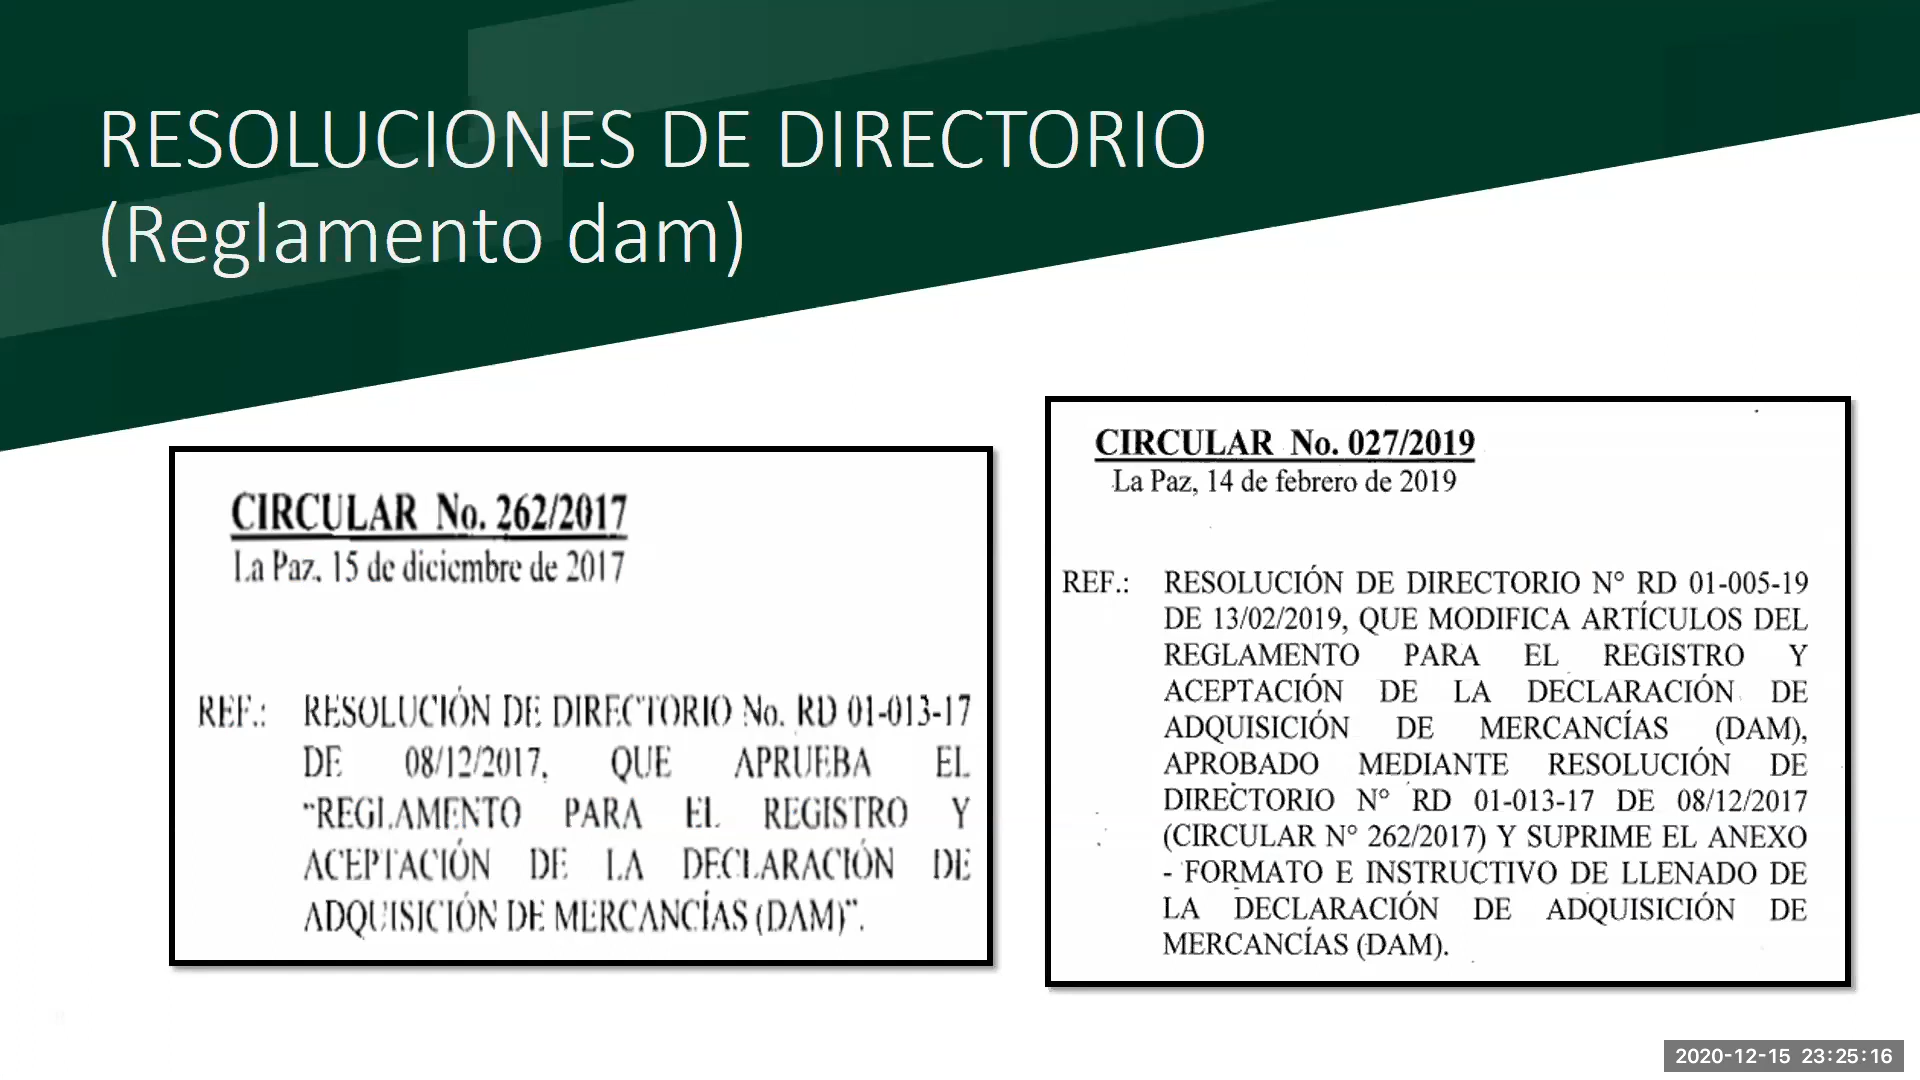 RESOLUCIONES DE DIRECTORIO
(Reglamento dam)
CIRCULAR No. 262/2017
La Paz, 15 de diciembre de 2017
REF.: RESOLUCIÓN DE DIRECTORIO No. RD 01-013-17
DE 08/12/2017, QUE APRUEBA EL
“REGLAMENTO PARA EL REGISTRO Y
ACEPTACIÓN DE LA DECLARACIÓN DE
ADQUISICIÓN DE MERCANCÍAS (DAM)”.
CIRCULAR No. 027/2019
La Paz, 14 de febrero de 2019
REF.: RESOLUCIÓN DE DIRECTORIO N° RD 01-005-19
DE 13/02/2019, QUE MODIFICA ARTÍCULOS DEL
REGLAMENTO PARA EL REGISTRO Y
ACEPTACIÓN DE LA DECLARACIÓN DE
ADQUISICIÓN DE MERCANCÍAS (DAM),
APROBADO MEDIANTE RESOLUCIÓN DE
DIRECTORIO N° RD 01-013-17 DE 08/12/2017
(CIRCULAR N° 262/2017) Y SUPRIME EL ANEXO
- FORMATO E INSTRUCTIVO DE LLENADO DE
LA DECLARACIÓN DE ADQUISICIÓN DE
MERCANCÍAS (DAM).
2020-12-15 23:25:16